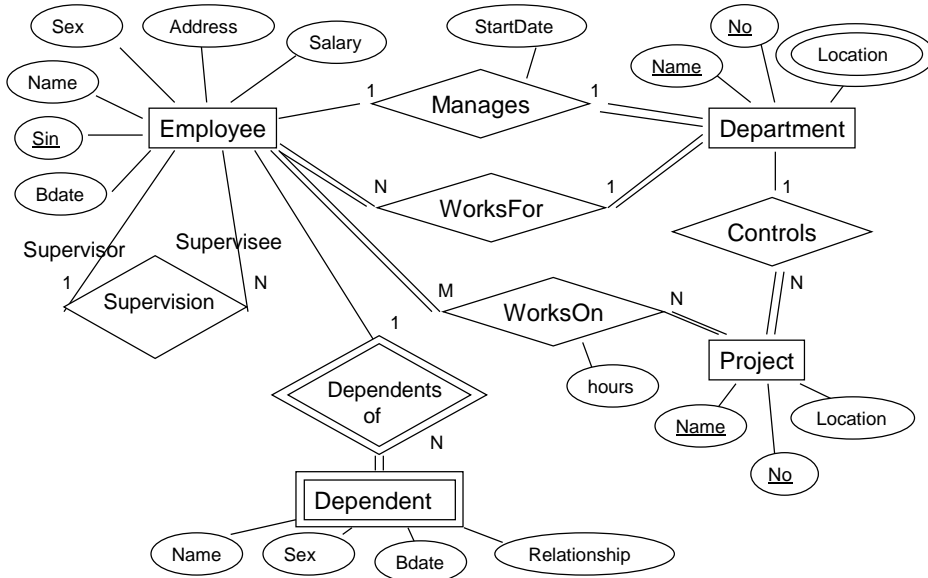 Sex
Address
Salary
StartDate
No
Location
Name
Name
1
Manages
1
Employee
Department
Sin
Bdate
N
WorksFor
1
1
Controls
Supervisor
Supervisee
1
Supervision
N
M
WorksOn
N
N
1
Project
hours
Dependents
of
N
Name
Location
No
Dependent
Name
Sex
Bdate
Relationship